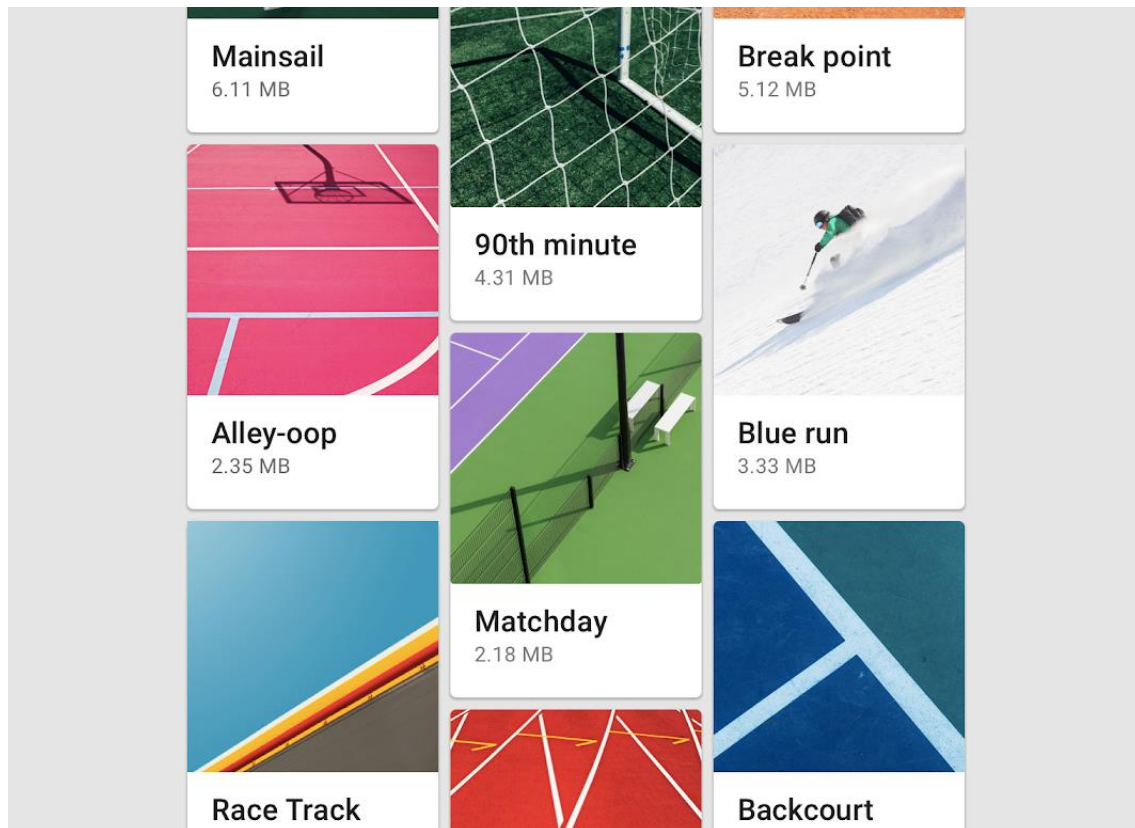 Mainsail
6.11 MB
Break point
5.12 MB
90th minute
4.31 MB
Alley-oop
2.35 MB
Blue run
3.33 MB
Matchday
2.18 MB
Race Track
Backcourt